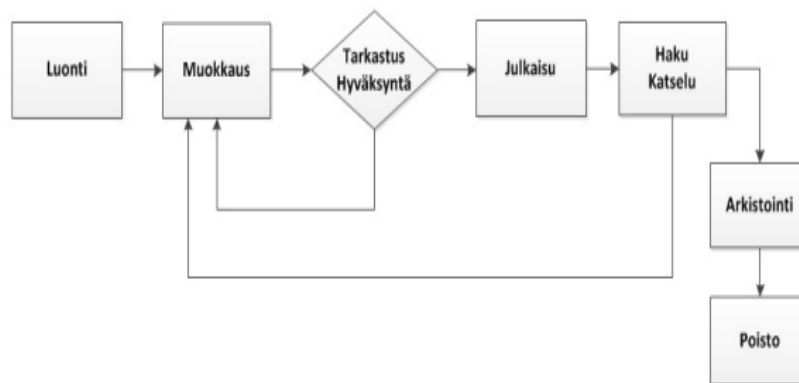 Luonti
Muokkaus
Tarkastus
Hyväksyntä
Julkaisu
Haku
Katselu
Arkistointi
Poisto